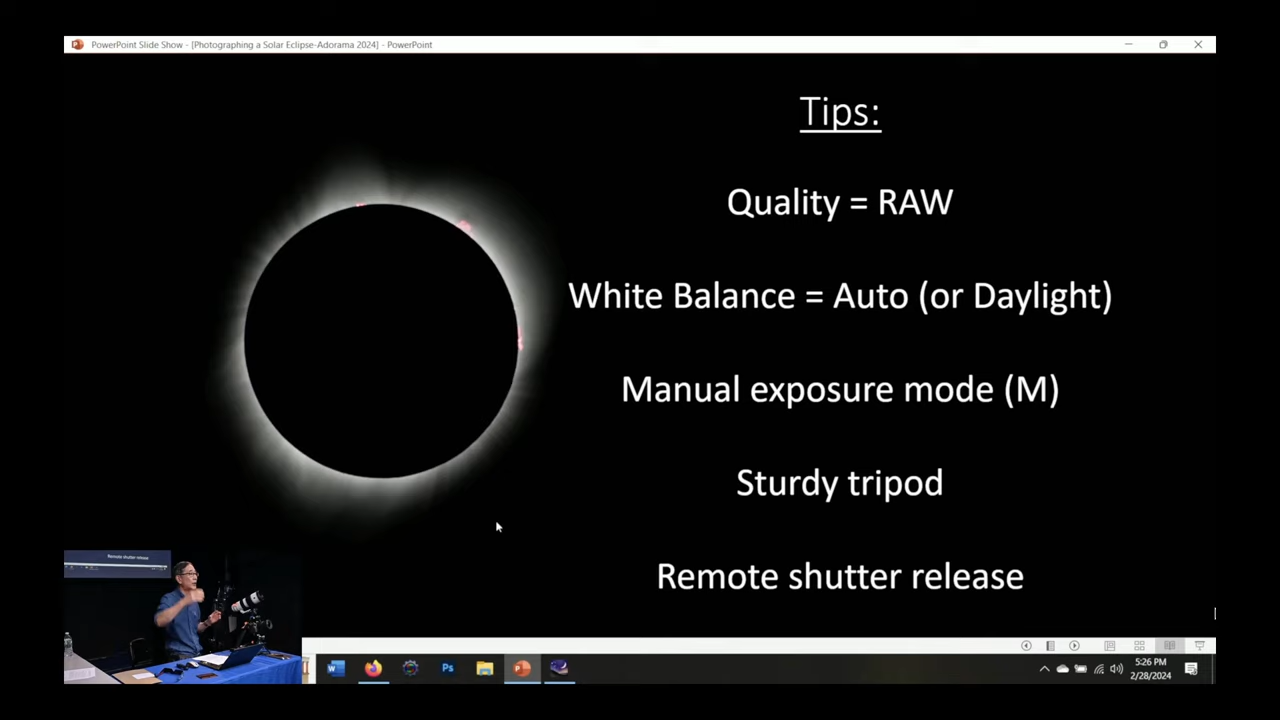 PowerPoint Slide Show - [Photographing a Solar Eclipse-Adorama 2024] - PowerPoint
Tips:
Quality = RAW
White Balance = Auto (or Daylight)
Manual exposure mode (M)
Sturdy tripod
Remote shutter release
Remote shutter release
Ps
5:26 PM
2/28/2024